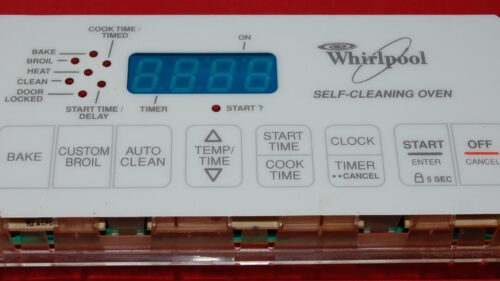 COOK TIME /
TIMED
BAKE
BROIL
HEAT
CLEAN
DOOR
LOCKED
START TIME /
DELAY
ON
8888
TIMER
START ?
Whirlpool
SELF-CLEANING OVEN
BAKE
CUSTOM
BROIL
AUTO
CLEAN
TEMP/
TIME
START
TIME
COOK
TIME
CLOCK
TIMER
••CANCEL
START
ENTER
5 SEC
OFF
CANCEL